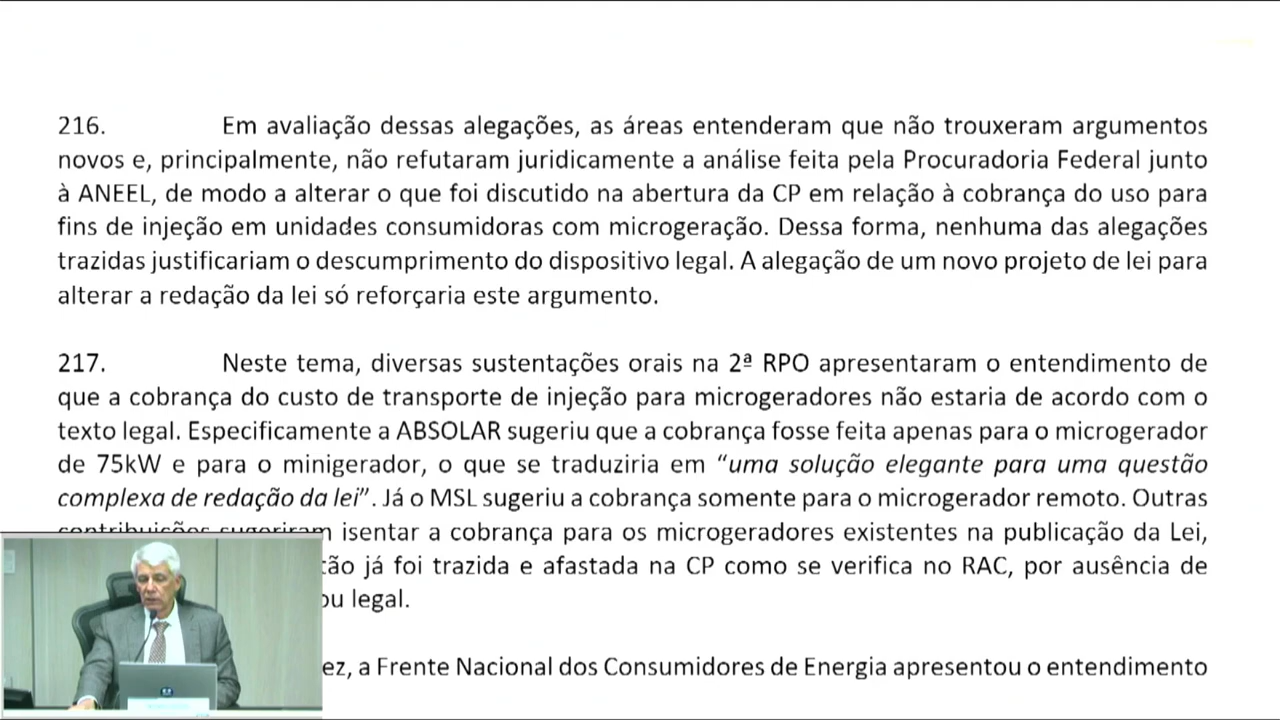 216. Em avaliação dessas alegações, as áreas entenderam que não trouxeram argumentos
novos e, principalmente, não refutaram juridicamente a análise feita pela Procuradoria Federal junto
à ANEEL, de modo a alterar o que foi discutido na abertura da CP em relação à cobrança do uso para
fins de injeção em unidades consumidoras com microgeração. Dessa forma, nenhuma das alegações
trazidas justificariam o descumprimento do dispositivo legal. A alegação de um novo projeto de lei para
alterar a redação da lei só reforçaria este argumento.
217. Neste tema, diversas sustentações orais na 2ª RPO apresentaram o entendimento de
que a cobrança do custo de transporte de injeção para microgeradores não estaria de acordo com o
texto legal. Especificamente a ABSOLAR sugeriu que a cobrança fosse feita apenas para o microgerador
de 75kW e para o minigerador, o que se traduziria em “uma solução elegante para uma questão
complexa de redação da lei”. Já o MSL sugeriu a cobrança somente para o microgerador remoto. Outras
contribuições sugeriram isentar a cobrança para os microgeradores existentes na publicação da Lei,
tão já foi trazida e afastada na CP como se verifica no RAC, por ausência de
ou legal.
ez, a Frente Nacional dos Consumidores de Energia apresentou o entendimento